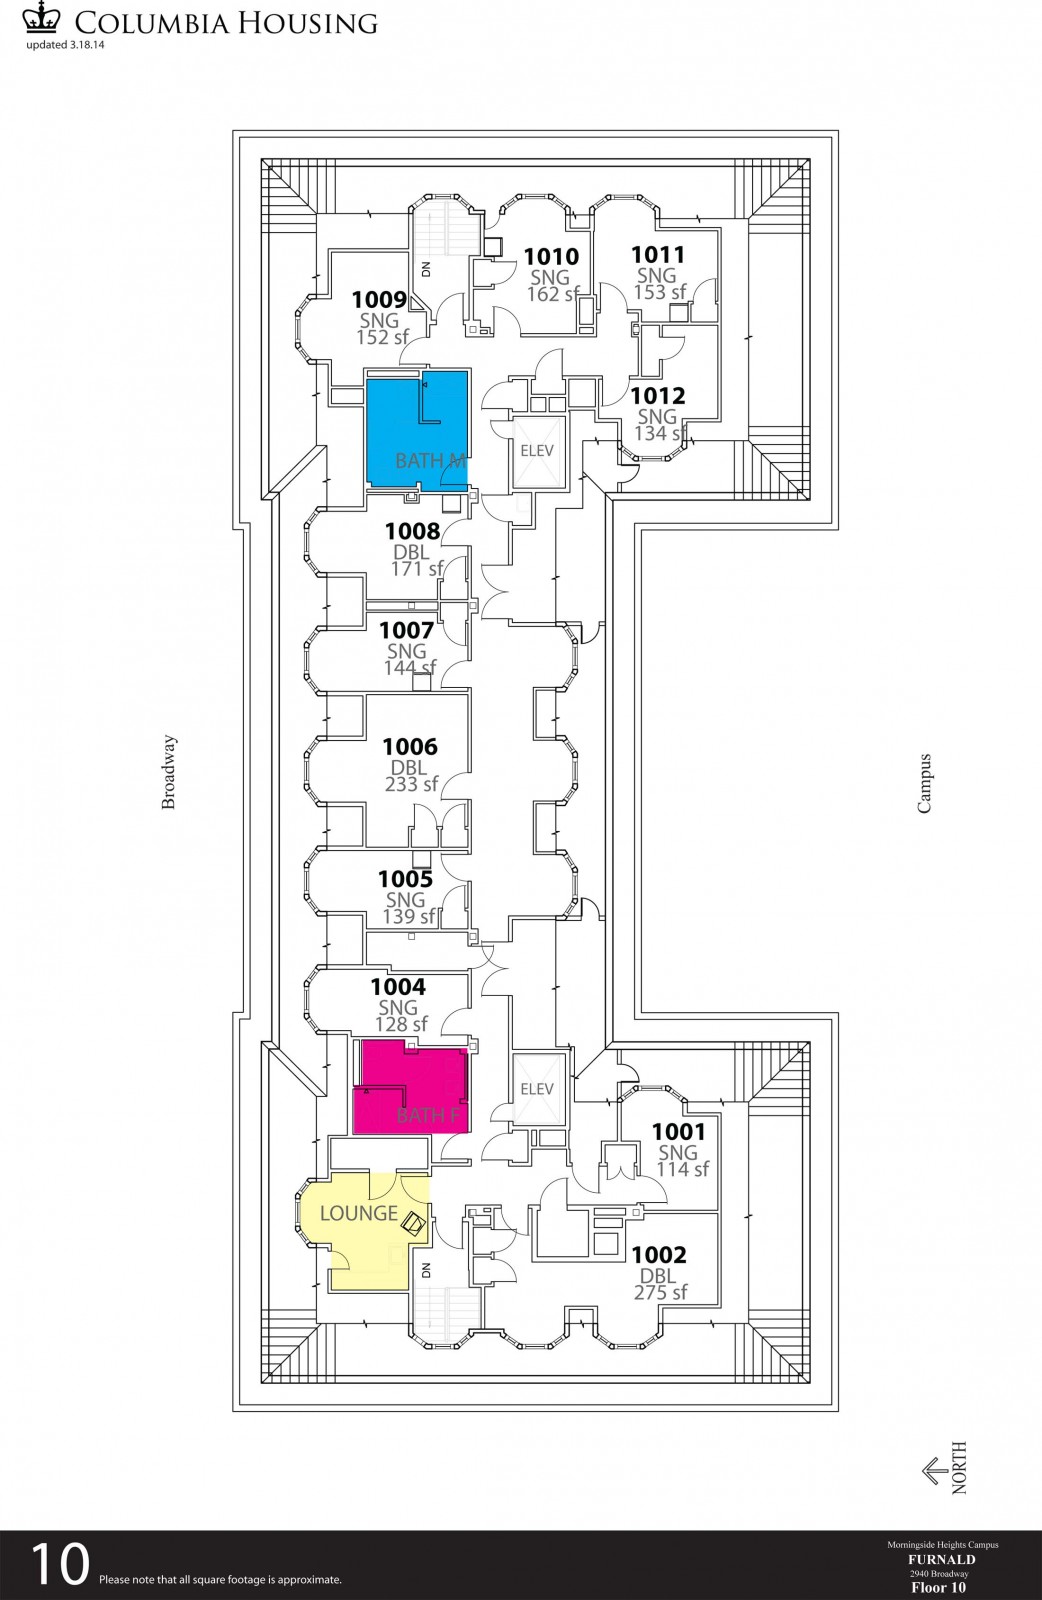 COLUMBIA HOUSING
updated 3.18.14
1009
SNG
152 sf
DN
1010
SNG
162 sf
1011
SNG
153 sf
1012
SNG
134 sf
BATH M
ELEV
1008
DBL
171 sf
1007
SNG
144 sf
1006
DBL
233 sf
Broadway
Campus
1005
SNG
139 sf
1004
SNG
128 sf
BATH F
ELEV
1001
SNG
114 sf
LOUNGE
DN
1002
DBL
275 sf
NORTH
10
Please note that all square footage is approximate.
Morningside Heights Campus
FURNALD
2940 Broadway
Floor 10